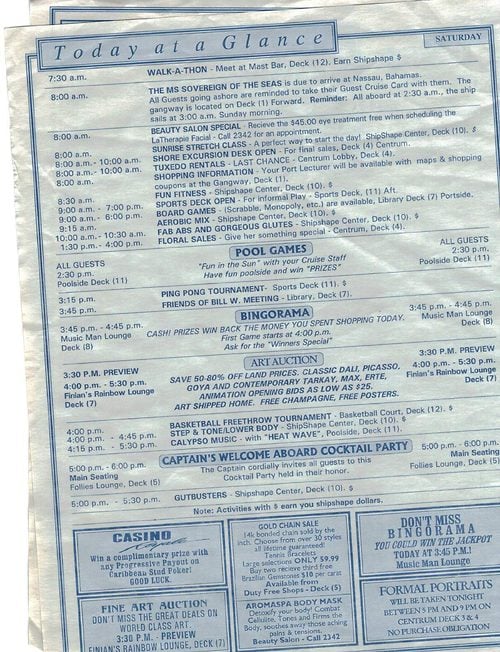 Today at a Glance
SATURDAY
7:30 a.m. WALK-A-THON - Meet at Mast Bar, Deck (12), Earn Shipshape $
8:00 a.m. THE MS SOVEREIGN OF THE SEAS is due to arrive at Nassau, Bahamas.
All Guests going ashore are reminded to take their Guest Cruise Card with them. The
gangway is located on Deck (1) Forward. Reminder: All aboard at 2:30 a.m., the ship
sails at 3:00 a.m. Sunday morning.
8:00 a.m. BEAUTY SALON SPECIAL - Recieve the $45.00 eye treatment free when scheduling the
LaTherapie Facial - Call 2342 for an appointment.
8:00 a.m. SUNRISE STRETCH CLASS - A perfect way to start the day! ShipShape Center, Deck (10). $
8:00 a.m.- 10:00 a.m. SHORE EXCURSION DESK OPEN - For final sales, Deck (4) Centrum.
8:00 a.m.- 10:00 a.m. TUXEDO RENTALS - LAST CHANCE - Centrum Lobby, Deck (4).
8:00 a.m. SHOPPING INFORMATION - Your Port Lecturer will be available with maps & shopping
coupons at the Gangway, Deck (1).
8:30 a.m. FUN FITNESS - Shipshape Center, Deck (10). $
9:00 a.m. - 7:00 p.m. SPORTS DECK OPEN - For informal Play - Sports Deck, (11) Aft.
9:00 a.m. - 6:00 p.m. BOARD GAMES - (Scrabble, Monopoly, etc.) are available, Library Deck (7) Portside.
9:15 a.m. AEROBIC MIX - Shipshape Center, Deck (10). $
10:00 a.m.- 10:30 a.m. FAB ABS AND GORGEOUS GLUTES - Shipshape Center, Deck (10). $
1:30 p.m.- 4:00 p.m. FLORAL SALES - Give her something special - Centrum, Deck (4).
POOL GAMES
ALL GUESTS
2:30 p.m.
Poolside Deck (11)
"Fun in the Sun" with your Cruise Staff
Have fun poolside and win "PRIZES"
ALL GUESTS
2:30 p.m.
Poolside Deck (11)
3:15 p.m. PING PONG TOURNAMENT- Sports Deck (11). $
3:45 p.m. FRIENDS OF BILL W. MEETING - Library, Deck (7).
BINGORAMA
3:45 p.m. - 4:45 p.m.
Music Man Lounge
Deck (8)
CASH! PRIZES WIN BACK THE MONEY YOU SPENT SHOPPING TODAY.
First Game starts at 4:00 p.m.
Ask for the "Winners Special"
3:45 p.m. - 4:45 p.m.
Music Man Lounge
Deck (8)
ART AUCTION
3:30 P.M. PREVIEW
4:00 p.m. - 5:30 p.m.
Finian's Rainbow Lounge
Deck (7)
SAVE 50-80% OFF LAND PRICES. CLASSIC DALI, PICASSO,
GOYA AND CONTEMPORARY TARKAY, MAX, ERTE,
ANIMATION OPENING BIDS AS LOW AS $25.
ART SHIPPED HOME. FREE CHAMPAGNE, FREE POSTERS.
3:30 P.M. PREVIEW
4:00 p.m. - 5:30 p.m.
Finian's Rainbow Lounge
Deck (7)
4:00 p.m. BASKETBALL FREETHROW TOURNAMENT - Basketball Court, Deck (12). $
4:00 p.m. - 4:45 p.m. STEP & TONE/LOWER BODY - ShipShape Center, Deck (10). $
4:15 p.m. - 5:30 p.m. CALYPSO MUSIC - with "HEAT WAVE", Poolside, Deck (11).
CAPTAIN'S WELCOME ABOARD COCKTAIL PARTY
5:00 p.m. - 6:00 p.m.
Main Seating
Follies Lounge, Deck (5)
The Captain cordially invites all guests to this
Cocktail Party held in their honor.
5:00 p.m. - 6:00 p.m.
Main Seating
Follies Lounge, Deck (5)
5:00 p.m. - 5:30 p.m. GUTBUSTERS - Shipshape Center, Deck (10). $
Note: Activities with $ earn you shipshape dollars.
CASINO
Royale
Win a complimentary prize with
any Progressive Payout on
Caribbean Stud Poker!
GOOD LUCK.
FINE ART AUCTION
DON'T MISS THE GREAT DEALS ON
WORLD CLASS ART.
3:30 P.M. - PREVIEW
FINIAN'S RAINBOW LOUNGE, DECK (7)
GOLD CHAIN SALE
14k bonded chain sold by the
inch. Choose from over 30 styles
all lifetime guaranteed!
Tennis Bracelets
Large selections ONLY $9.99
Buy two recieve third free
Brazilian Gemstones $10 per carat
Available from
Duty Free Shops - Deck (5)
AROMASPA BODY MASK
Detoxify your body! Combat
Cellulite, Tones and Firms the
Body, soothes away those aching
pains & tensions.
Beauty Salon - Call 2342
DON'T MISS
BINGORAMA
YOU COULD WIN THE JACKPOT
TODAY AT 3:45 P.M.!
Music Man Lounge
FORMAL PORTRAITS
WILL BE TAKEN TONIGHT
BETWEEN 5 PM AND 9 PM ON
CENTRUM DECK 3 & 4
NO PURCHASE OBLIGATION